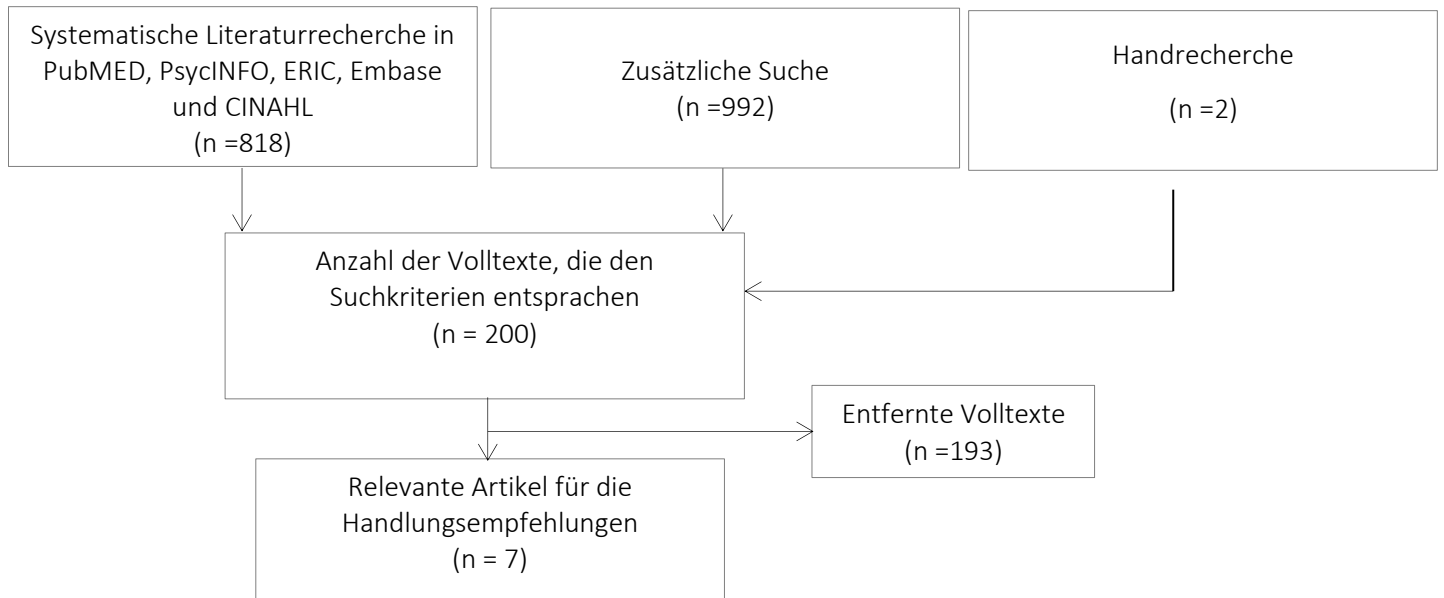 Systematische Literaturrecherche in
PubMED, PsycINFO, ERIC, Embase
und CINAHL
(n =818)
Zusätzliche Suche
(n =992)
Handrecherche
(n =2)
Anzahl der Volltexte, die den
Suchkriterien entsprachen
(n = 200)
Entfernte Volltexte
(n =193)
Relevante Artikel für die
Handlungsempfehlungen
(n = 7)